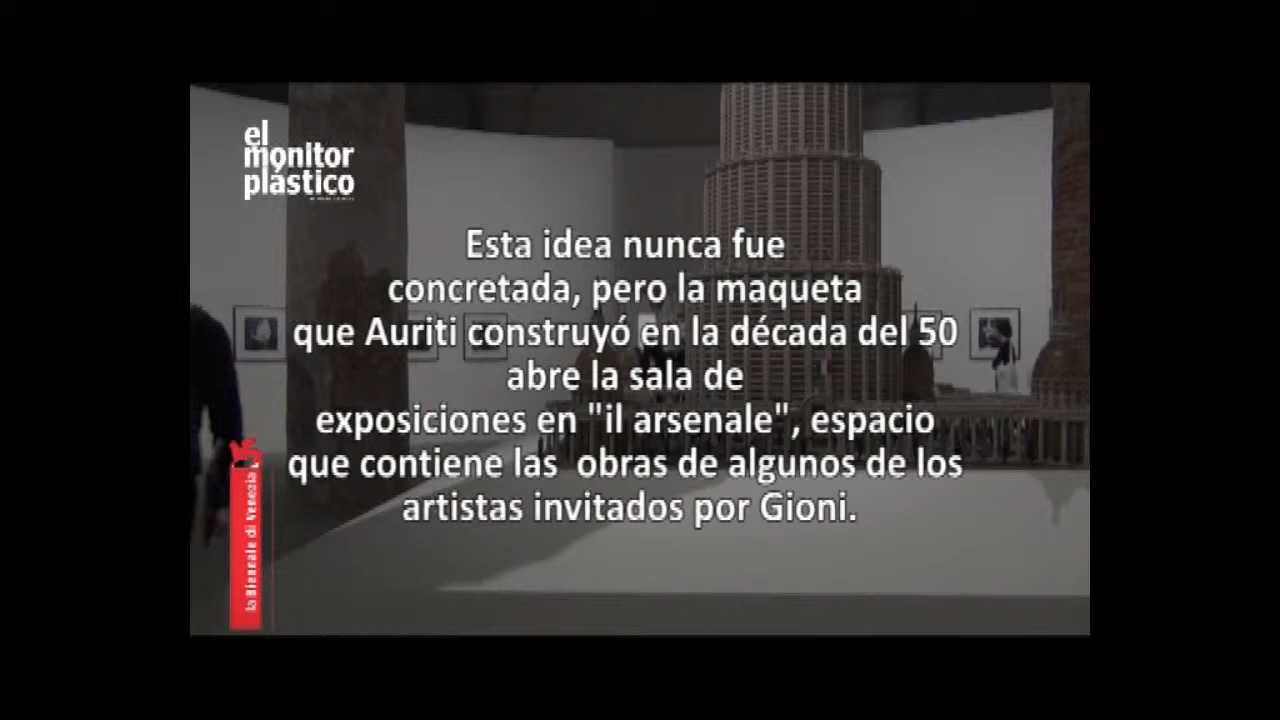 el
monitor
plástico
Esta idea nunca fue
concretada, pero la maqueta
que Auriti construyó en la década del 50
abre la sala de
exposiciones en "il arsenale", espacio
que contiene las  obras de algunos de los
artistas invitados por Gioni.
la Biennale di Venezia